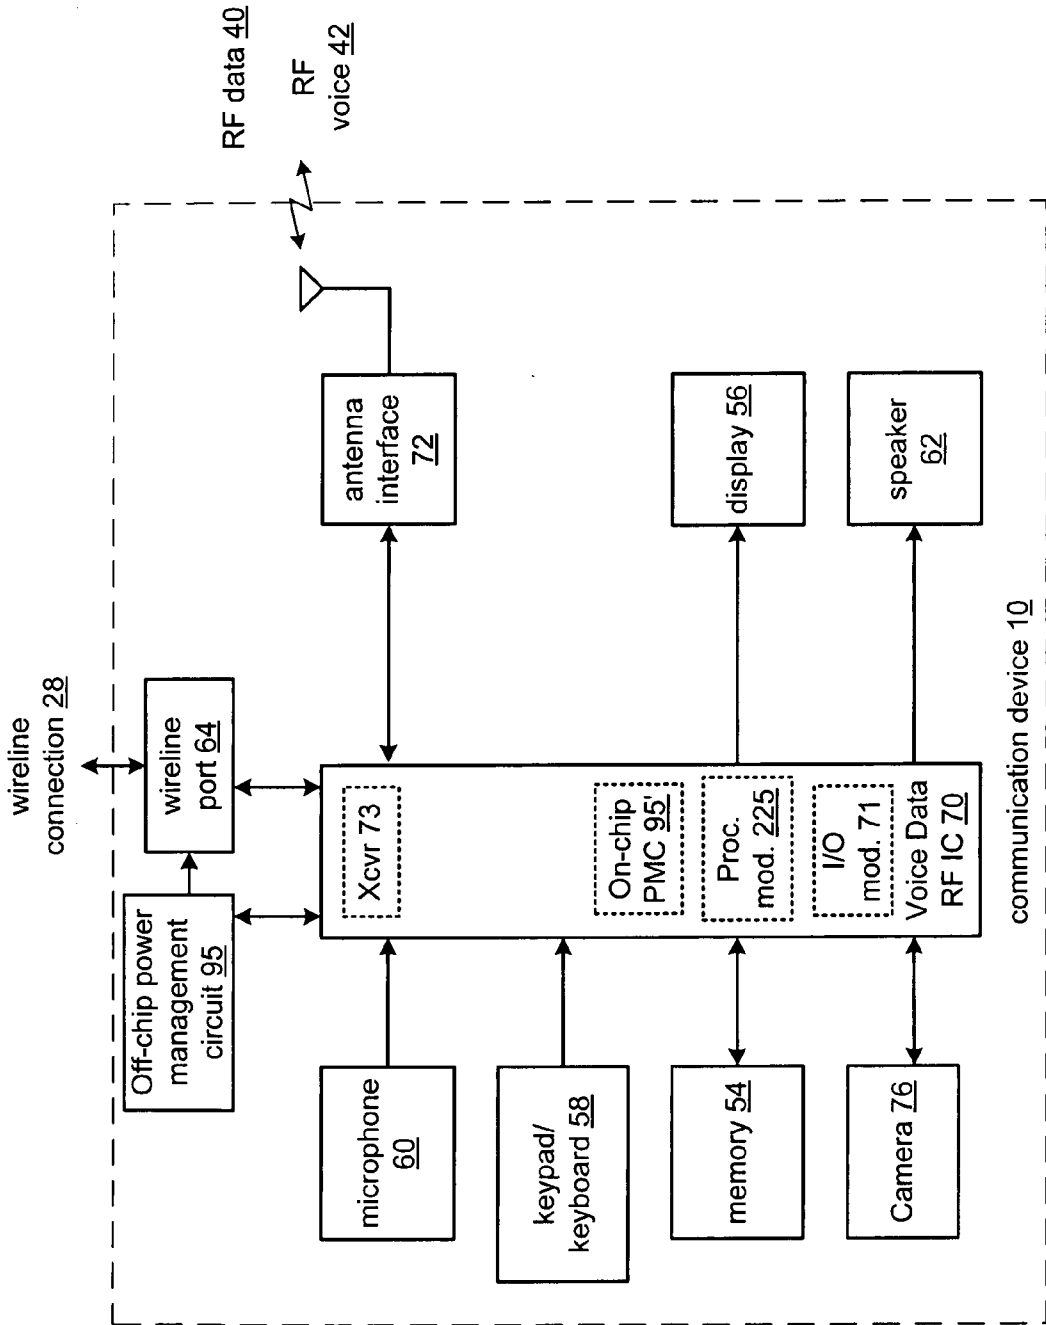 wireline
connection 28
RF data 40
RF
voice 42
Off-chip power
management
circuit 95
wireline
port 64
microphone
60
Xcvr 73
antenna
interface
72
keypad/
keyboard 58
On-chip
PMC 95'
memory 54
Proc.
mod. 225
display 56
Camera 76
I/O
mod. 71
Voice Data
RF IC 70
speaker
62
communication device 10